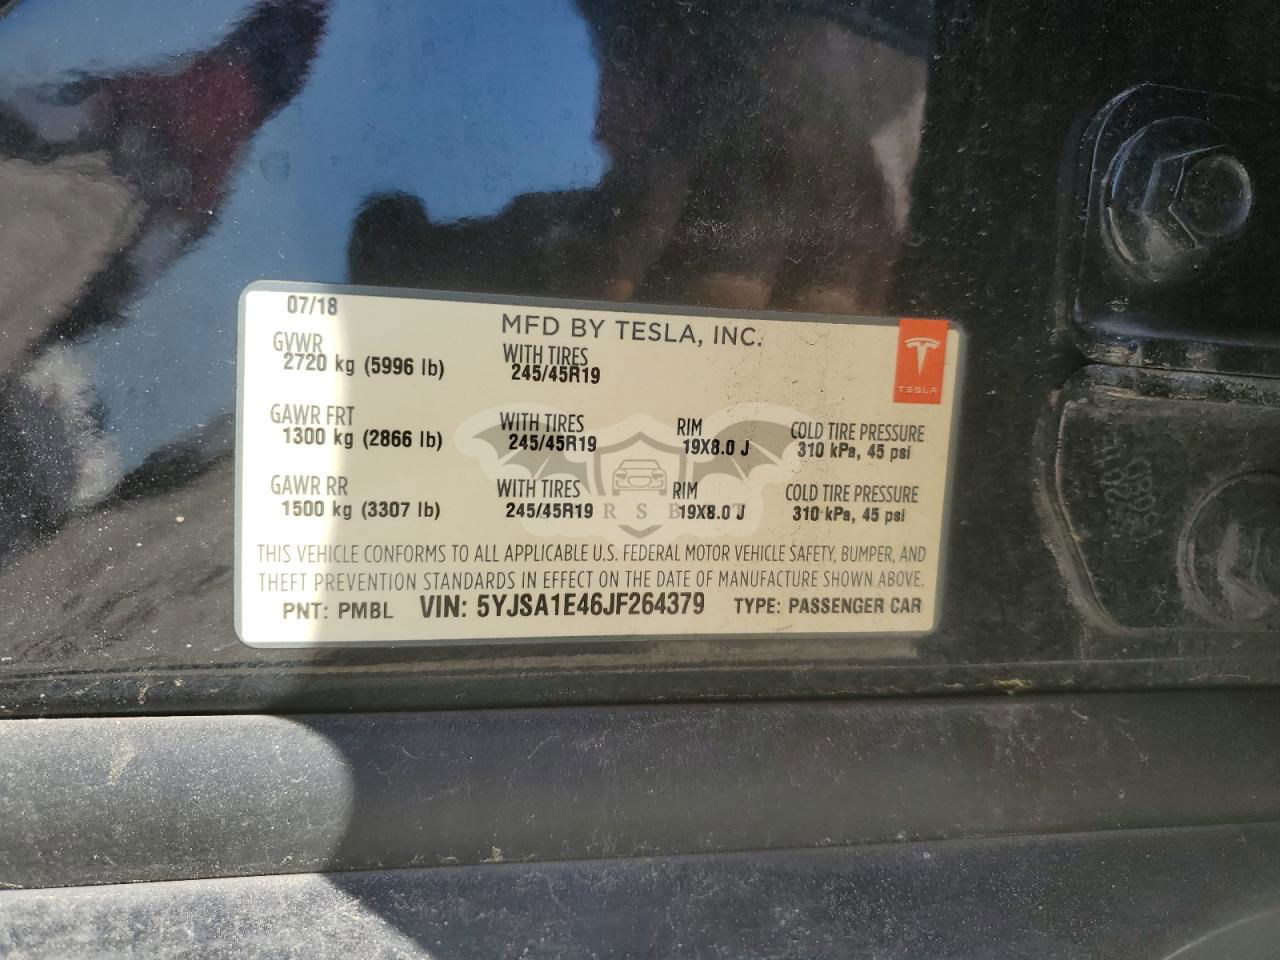 07/18
MFD BY TESLA, INC.
GVWR
2720 kg (5996 lb)
WITH TIRES
245/45R19
TESLA
GAWR FRT
1300 kg (2866 lb)
WITH TIRES
245/45R19
RIM
19X8.0 J
COLD TIRE PRESSURE
310 kPa, 45 psi
GAWR RR
1500 kg (3307 lb)
WITH TIRES
245/45R19
RIM
19X8.0 J
COLD TIRE PRESSURE
310 kPa, 45 psi
THIS VEHICLE CONFORMS TO ALL APPLICABLE U.S. FEDERAL MOTOR VEHICLE SAFETY, BUMPER, AND
THEFT PREVENTION STANDARDS IN EFFECT ON THE DATE OF MANUFACTURE SHOWN ABOVE.
PNT: PMBL VIN: 5YJSA1E46JF264379 TYPE: PASSENGER CAR